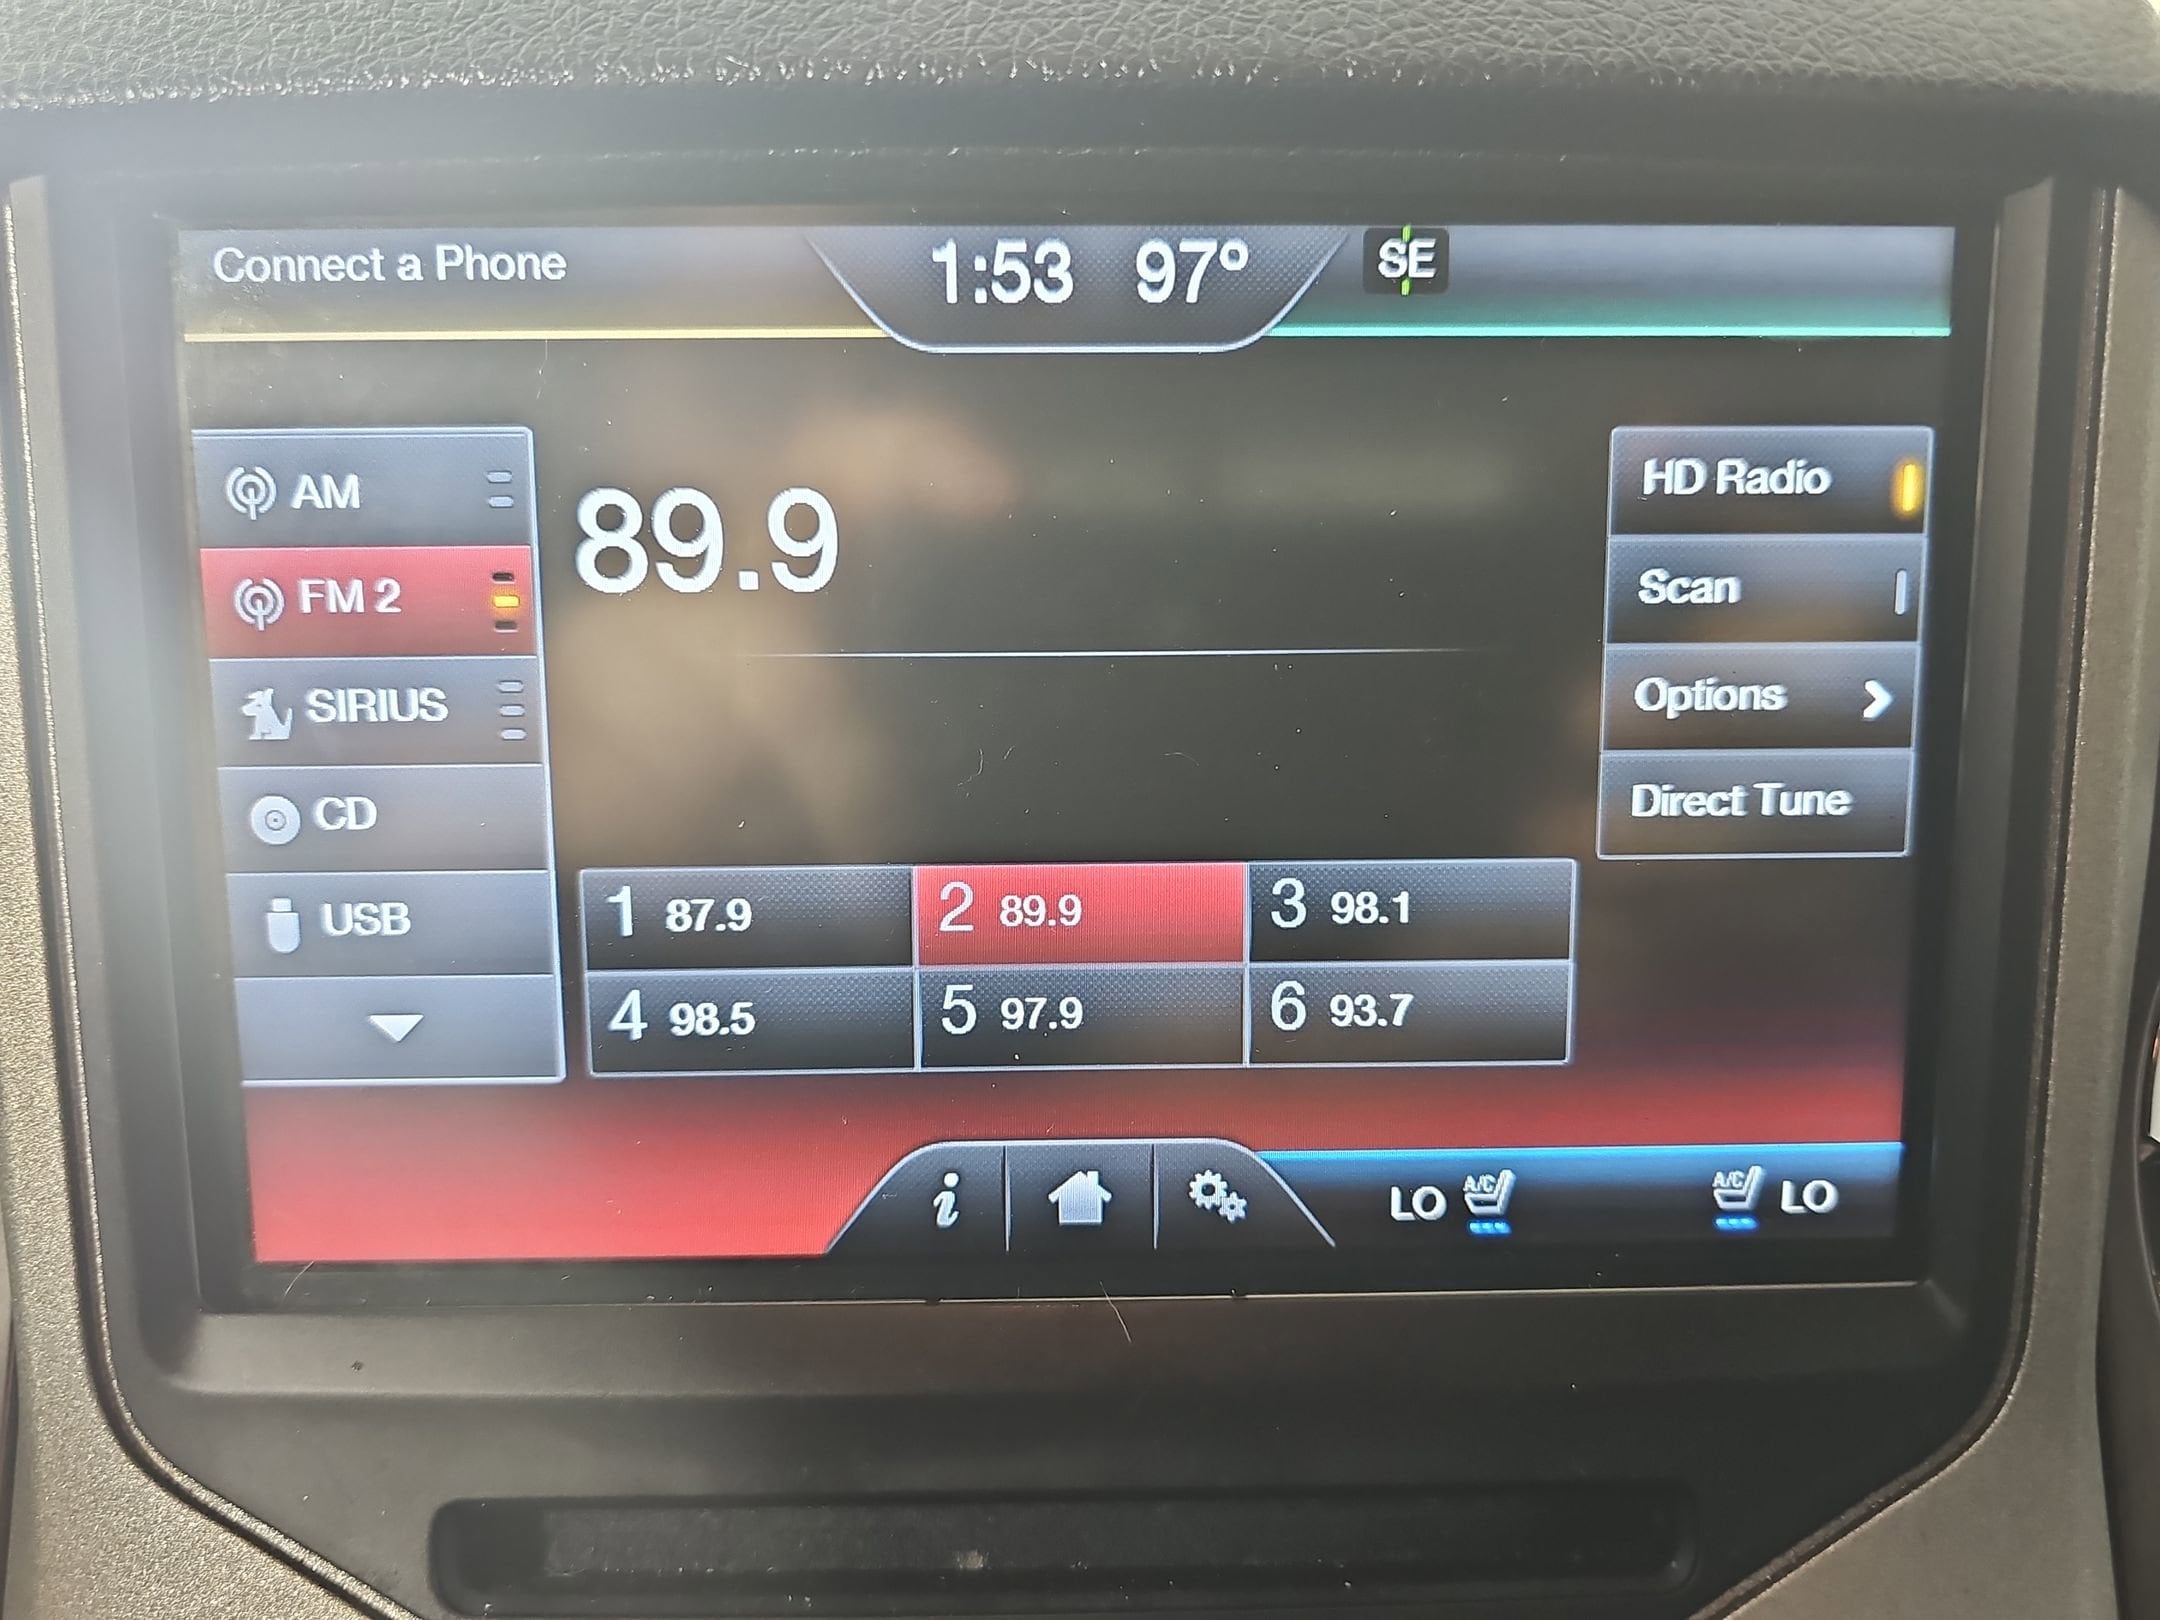 Connect a Phone
1:53 97º
SE
AM
FM 2
SIRIUS
CD
USB
89.9
HD Radio
Scan
Options
Direct Tune
1 87.9
2 89.9
3 98.1
4 98.5
5 97.9
6 93.7
i
LO A/C
A/C LO